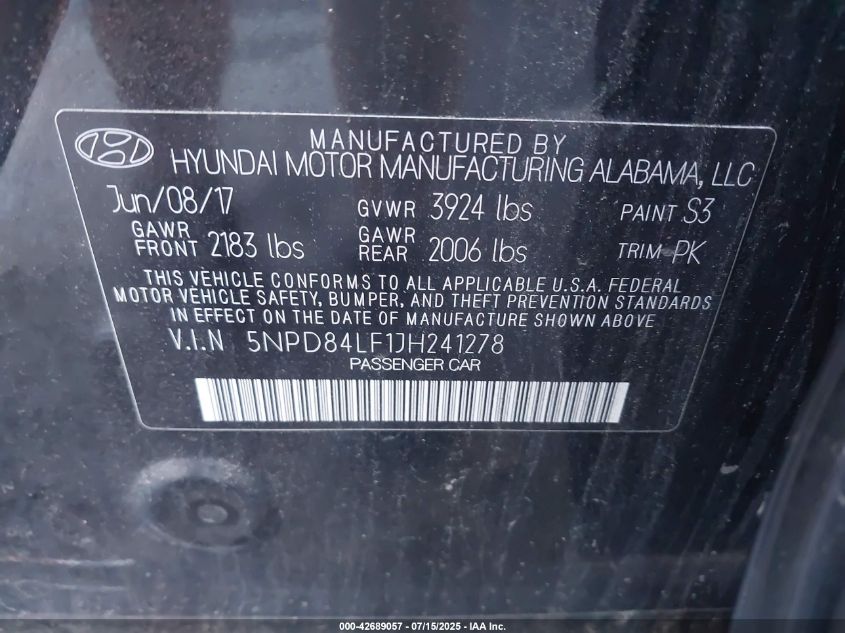 MANUFACTURED BY
HYUNDAI MOTOR MANUFACTURING ALABAMA, LLC
Jun/08/17 GVWR 3924 lbs PAINT S3
GAWR FRONT 2183 lbs GAWR REAR 2006 lbs TRIM PK
THIS VEHICLE CONFORMS TO ALL APPLICABLE U.S.A. FEDERAL
MOTOR VEHICLE SAFETY, BUMPER, AND THEFT PREVENTION STANDARDS
IN EFFECT ON THE DATE OF MANUFACTURE SHOWN ABOVE
V.I.N 5NPD84LF1JH241278
PASSENGER CAR
000-42689057 - 07/15/2025 - IAA Inc.